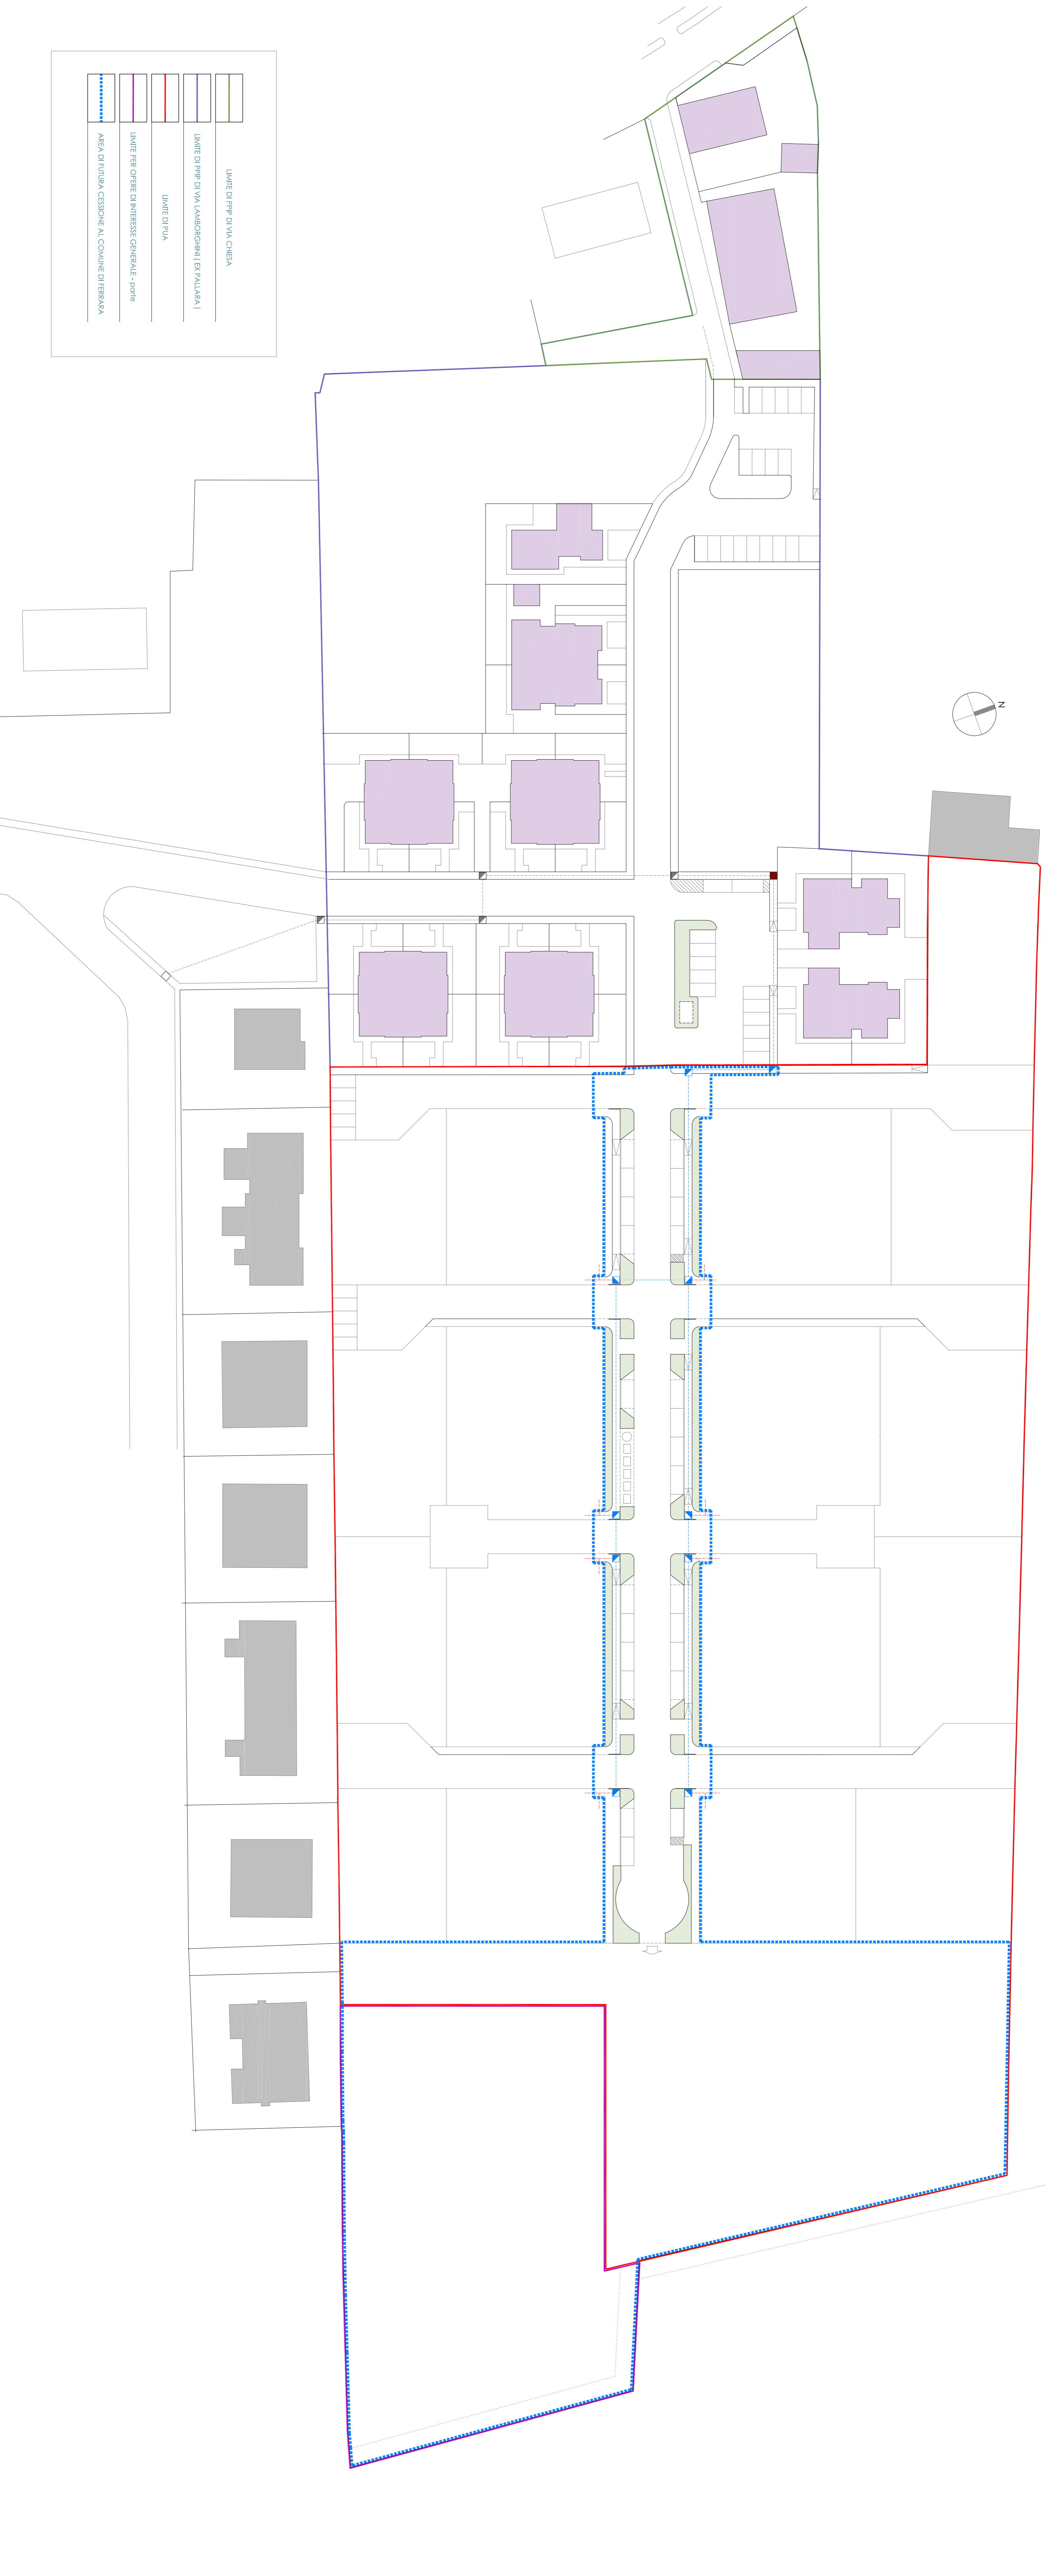 LIMITE DI PPIP DI VIA CHIESA
LIMITE DI PPIP DI VIA LAMBORGHINI ( EX PALLARA )
LIMITE DI PUA
LIMITE PER OPERE DI INTERESSE GENERALE - parte
AREA DI FUTURA CESSIONE AL COMUNE DI FERRARA
N